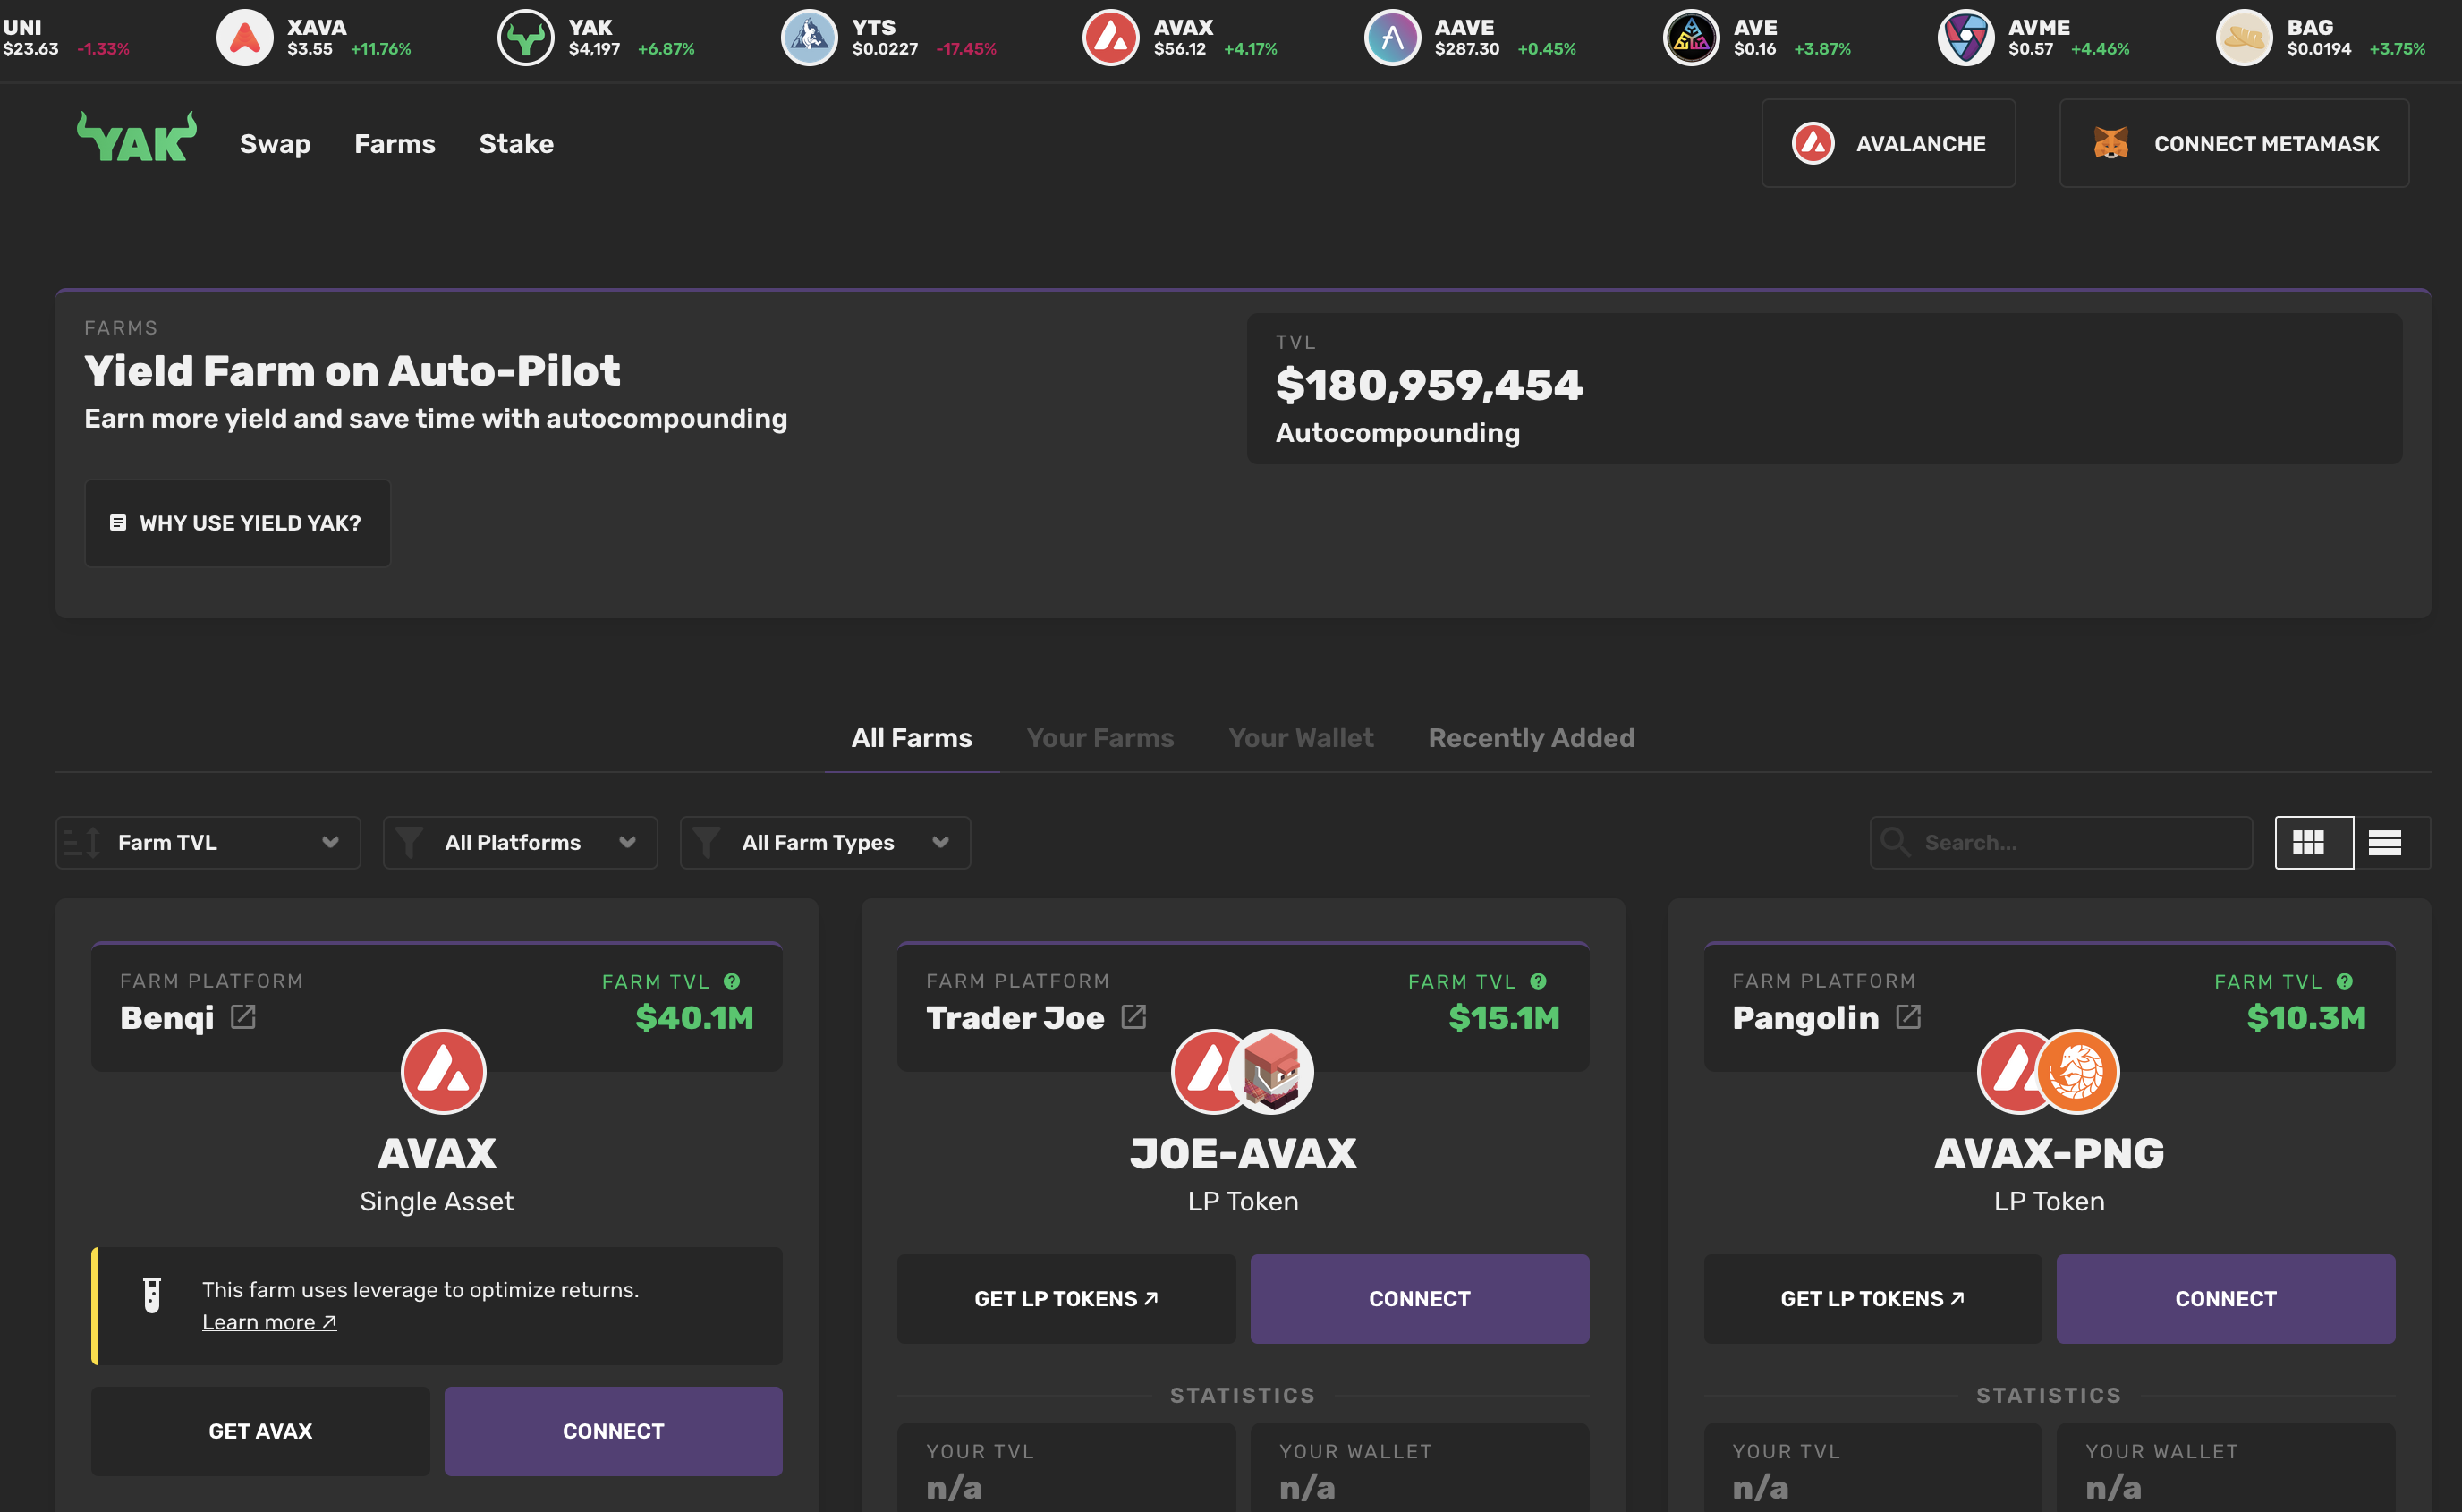 UNI
$23.63 -1.33%
XAVA
$3.55 +11.76%
YAK
$4,197 +6.87%
YTS
$0.0227 -17.45%
AVAX
$56.12 +4.17%
AAVE
$287.30 +0.45%
AVE
$0.16 +3.87%
AVME
$0.57 +4.46%
BAG
$0.0194 +3.75%
YAK Swap Farms Stake
AVALANCHE
CONNECT METAMASK
FARMS
Yield Farm on Auto-Pilot
Earn more yield and save time with autocompounding
WHY USE YIELD YAK?
TVL
$180,959,454
Autocompounding
All Farms Your Farms Your Wallet Recently Added
Farm TVL All Platforms All Farm Types Search...
FARM PLATFORM FARM TVL ?
Benqi $40.1M
AVAX
Single Asset
This farm uses leverage to optimize returns.
Learn more ↗
GET AVAX CONNECT
FARM PLATFORM FARM TVL ?
Trader Joe $15.1M
JOE-AVAX
LP Token
GET LP TOKENS ↗ CONNECT
STATISTICS
YOUR TVL YOUR WALLET
n/a n/a
FARM PLATFORM FARM TVL ?
Pangolin $10.3M
AVAX-PNG
LP Token
GET LP TOKENS ↗ CONNECT
STATISTICS
YOUR TVL YOUR WALLET
n/a n/a